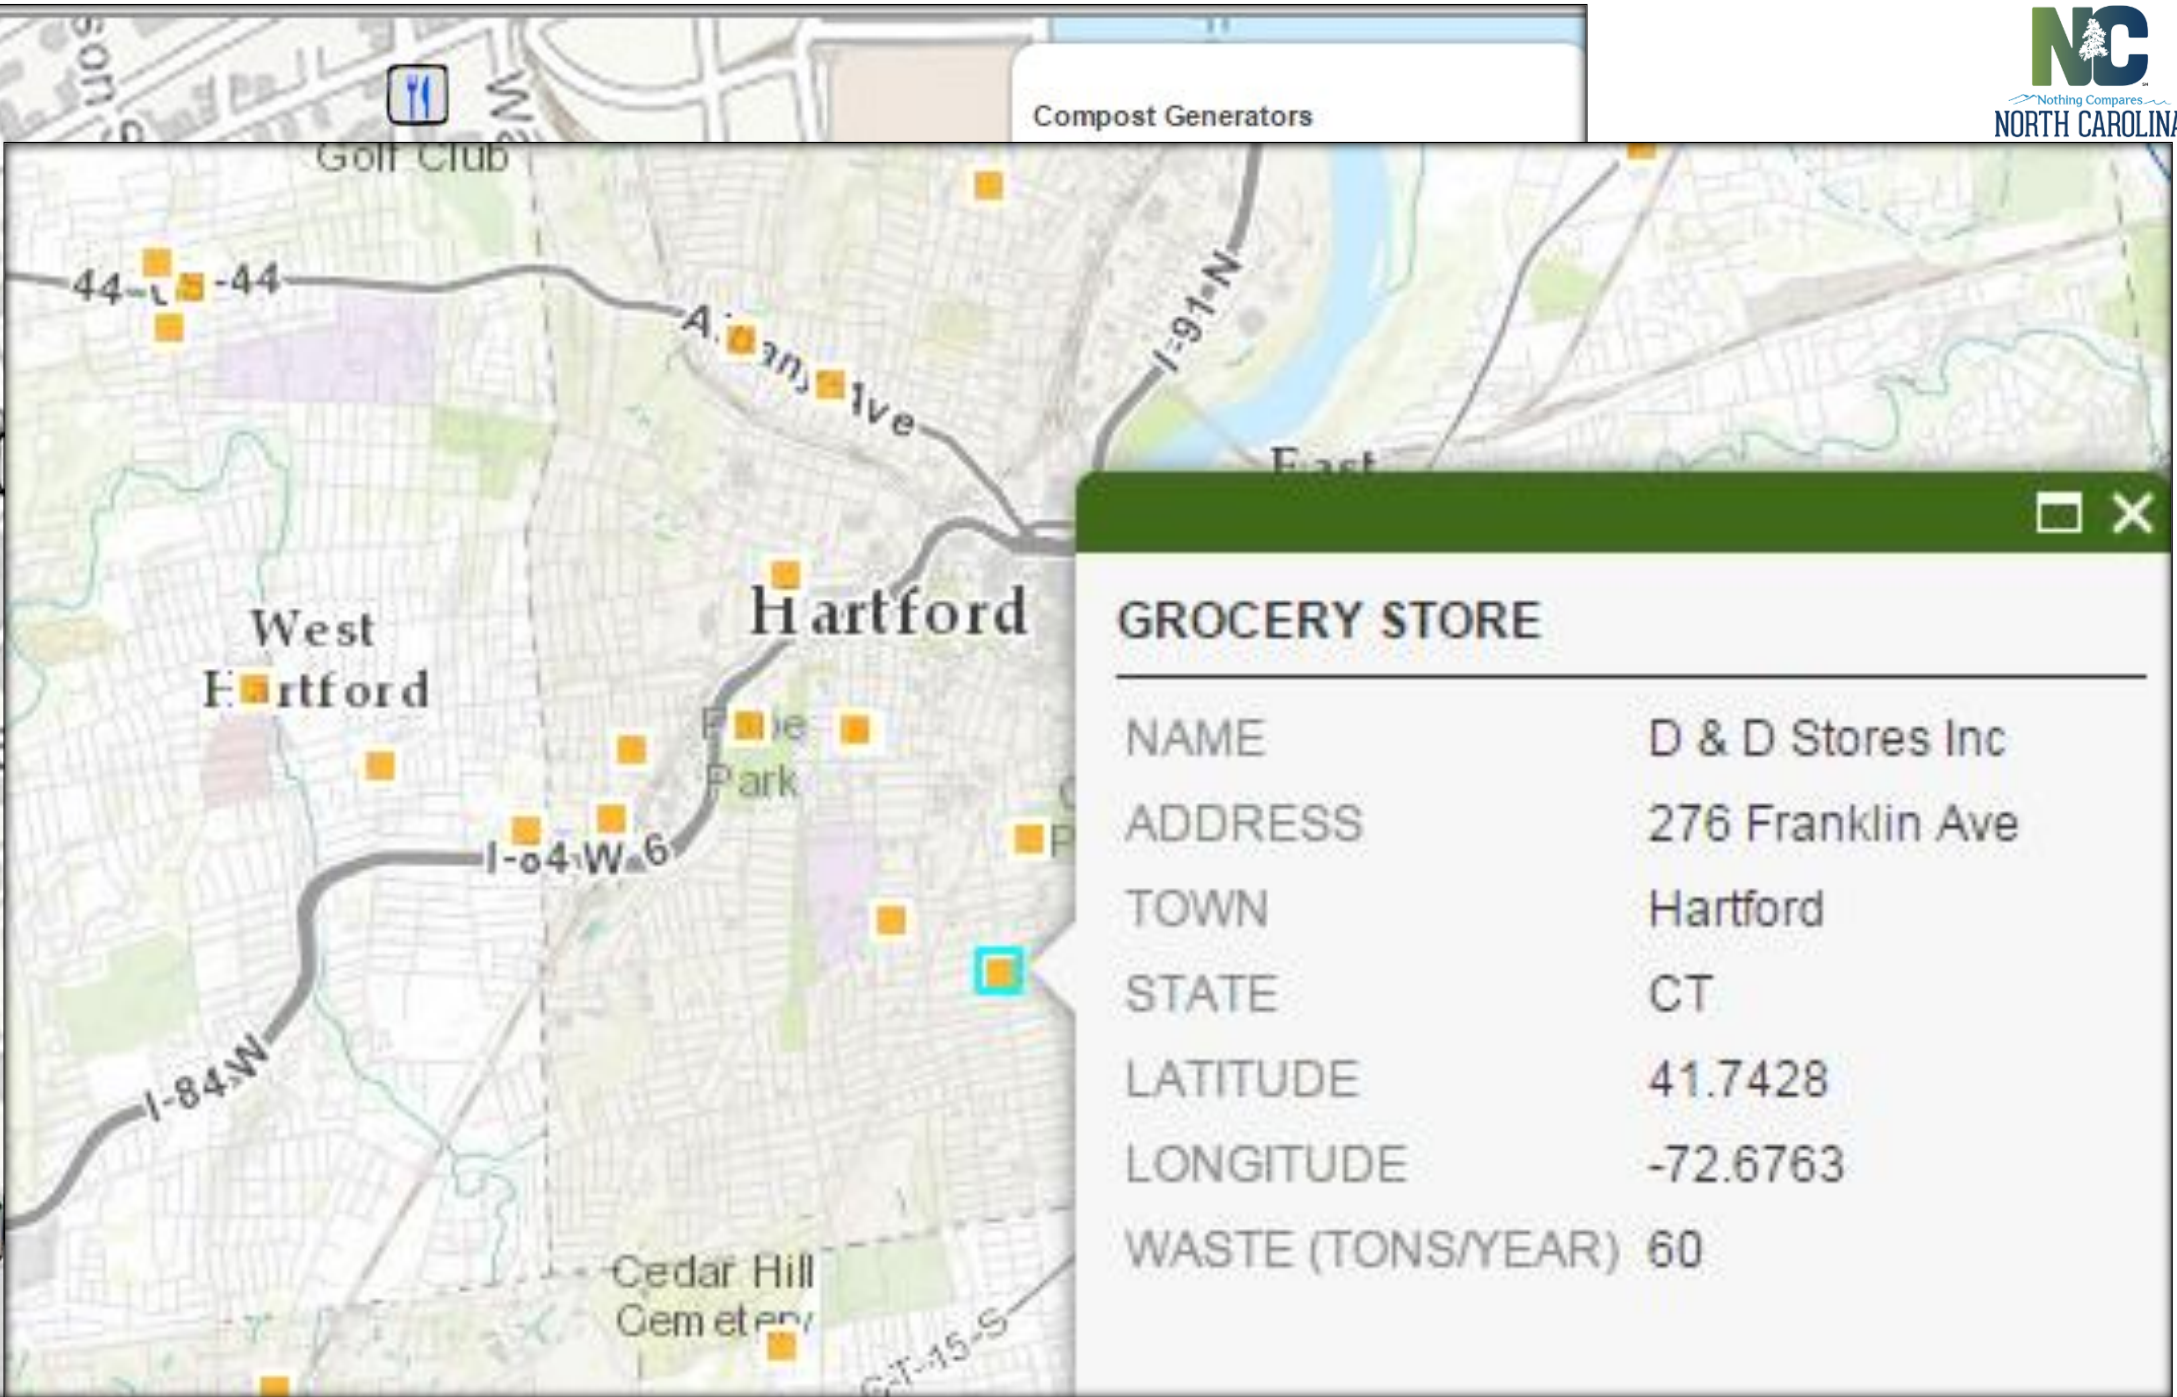 NC
Nothing Compares
NORTH CAROLINA
Compost Generators
Golf Club
44
-44
Ave
I-91-N
East
Hartford
West
Hartford
Park
I-84 W 6
I-84 W
Cedar Hill
Cemetery
CT-15-S
GROCERY STORE
NAME D & D Stores Inc
ADDRESS 276 Franklin Ave
TOWN Hartford
STATE CT
LATITUDE 41.7428
LONGITUDE -72.6763
WASTE (TONS/YEAR) 60